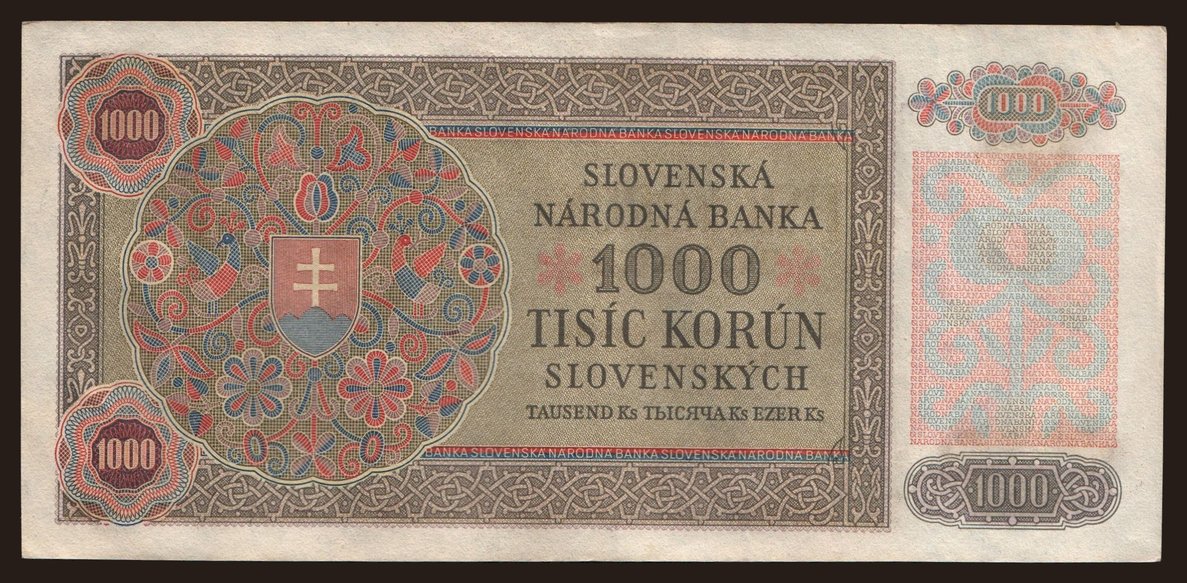 1000
1000
BANKA SLOVENSKÁ NÁRODNÁ BANKA SLOVENSKÁ NÁRODNÁ BANKA
SLOVENSKÁ
NÁRODNÁ BANKA
1000
TISÍC KORÚN
SLOVENSKÝCH
TAUSEND Ks ТЫСЯЧА Ks EZER Ks
1000
BANKA SLOVENSKÁ NÁRODNÁ BANKA SLOVENSKÁ NÁRODNÁ BANKA
1000